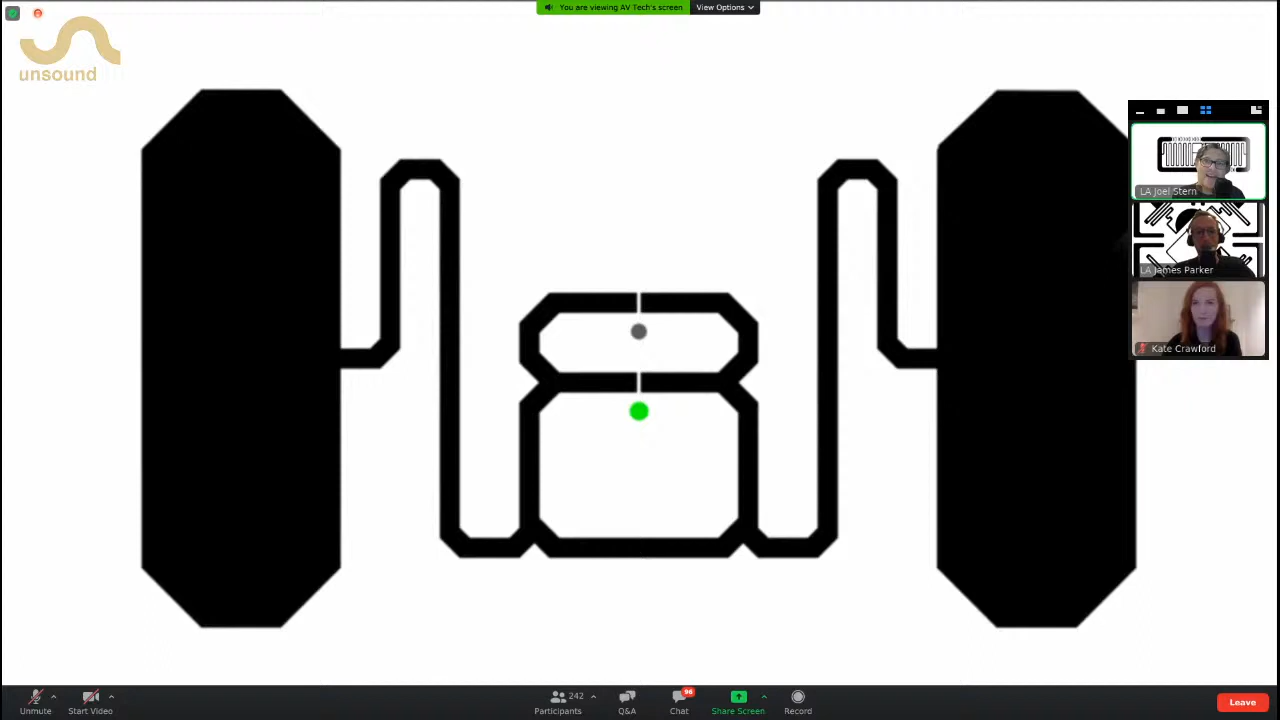 You are viewing AV Tech's screen
View Options
unsound
LA Joel Stern
LA James Parker
Kate Crawford
Unmute
Start Video
242
Participants
Q&A
96
Chat
Share Screen
Record
Leave